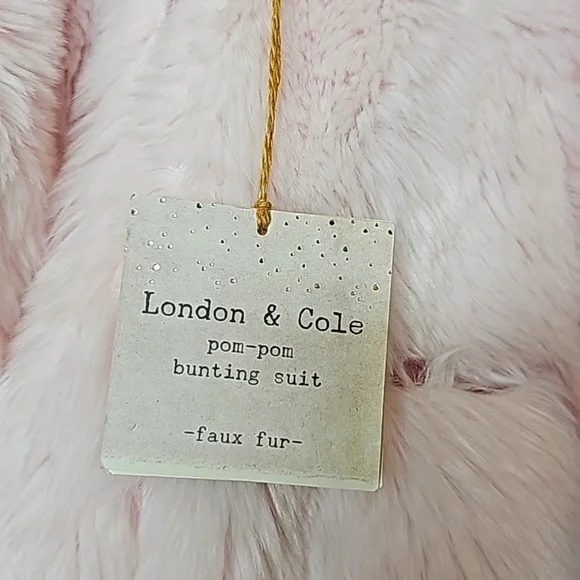 London & Cole
pom-pom
bunting suit
-faux fur-